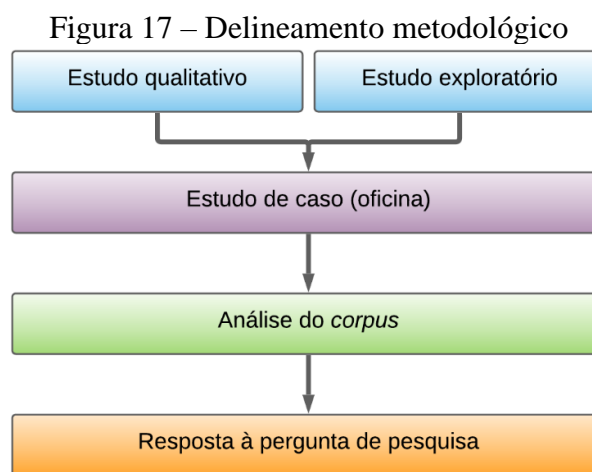 Figura 17 – Delineamento metodológico
Estudo qualitativo
Estudo exploratório
Estudo de caso (oficina)
Análise do corpus
Resposta à pergunta de pesquisa